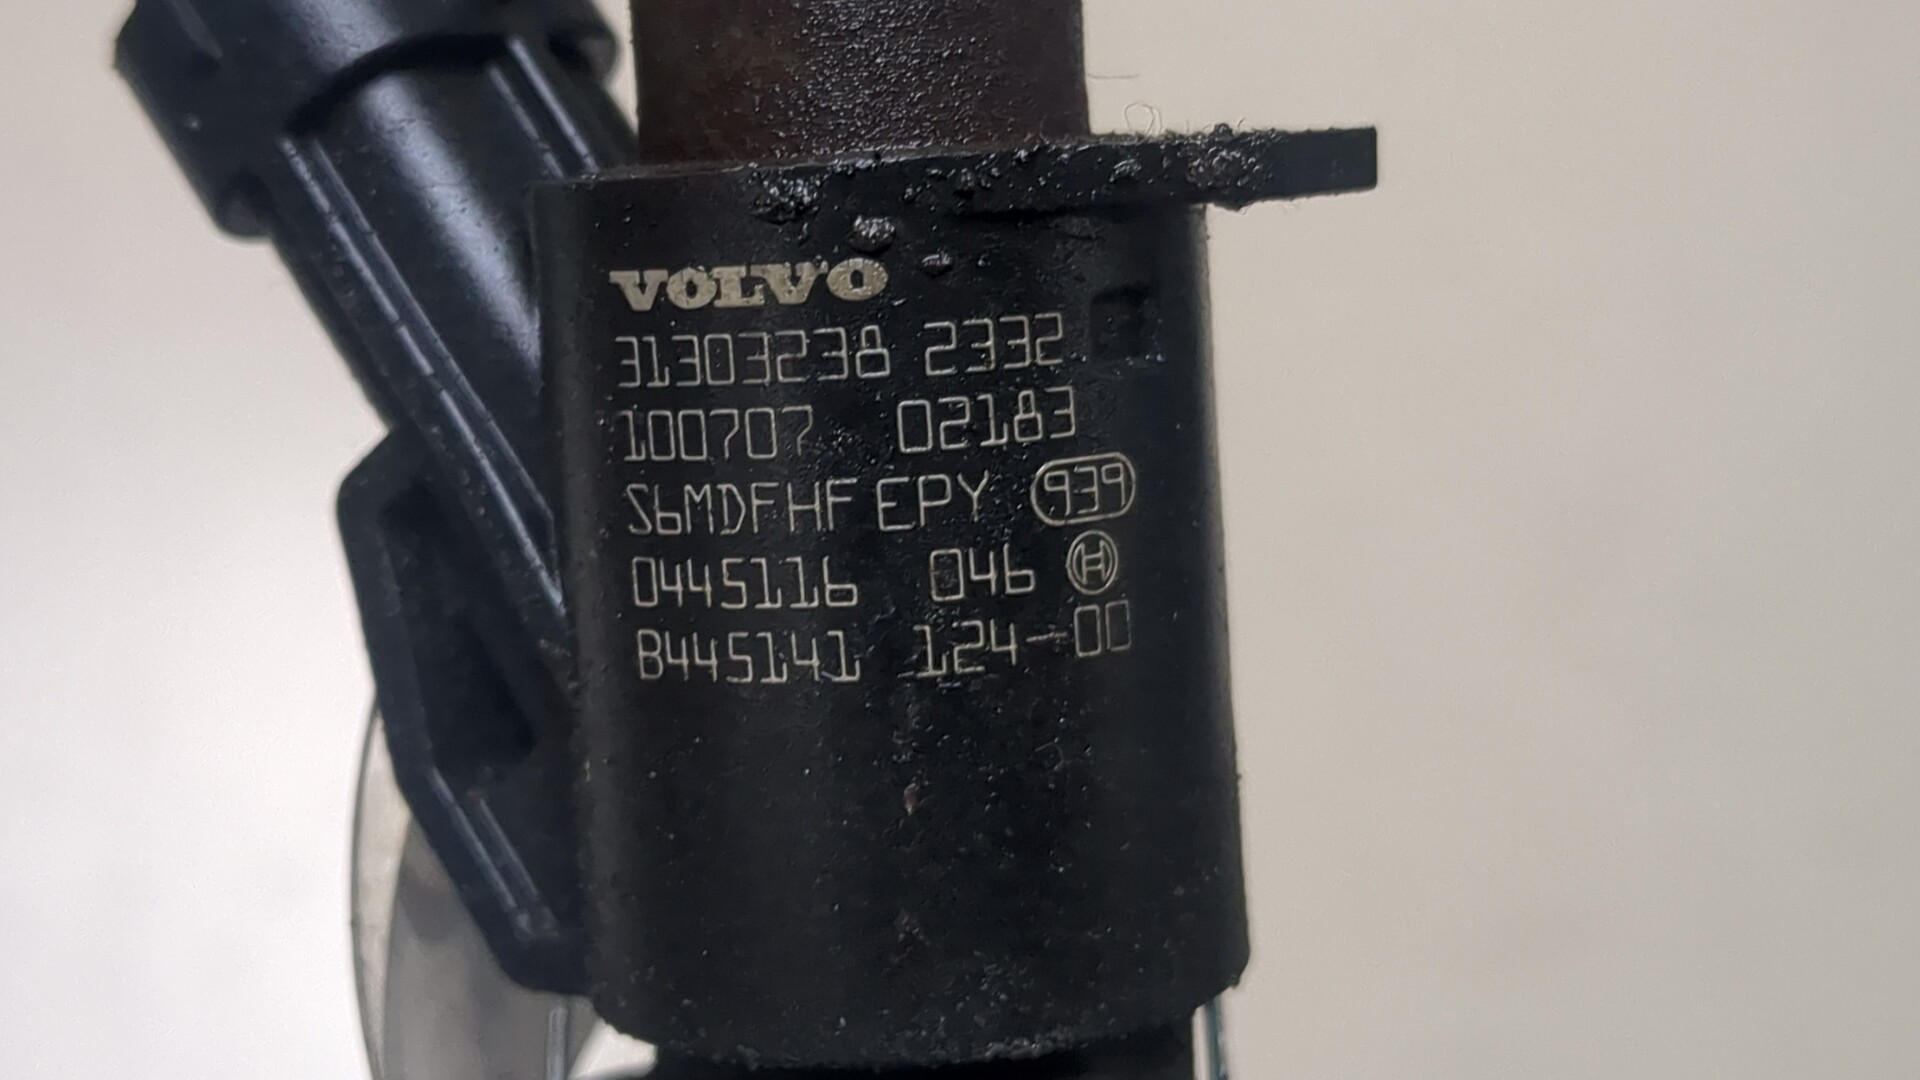 VOLVO
31303238 2332
100707 02183
S6MDFHF EPY 939
0445116 046 H
B445141 124-00